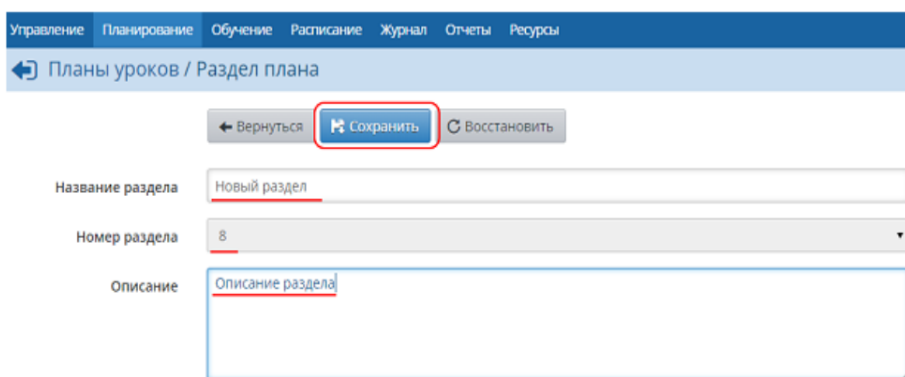 Управление Планирование Обучение Расписание Журнал Отчеты Ресурсы
Планы уроков / Раздел плана
Вернуться Сохранить Восстановить
Название раздела Новый раздел
Номер раздела 8
Описание Описание раздела